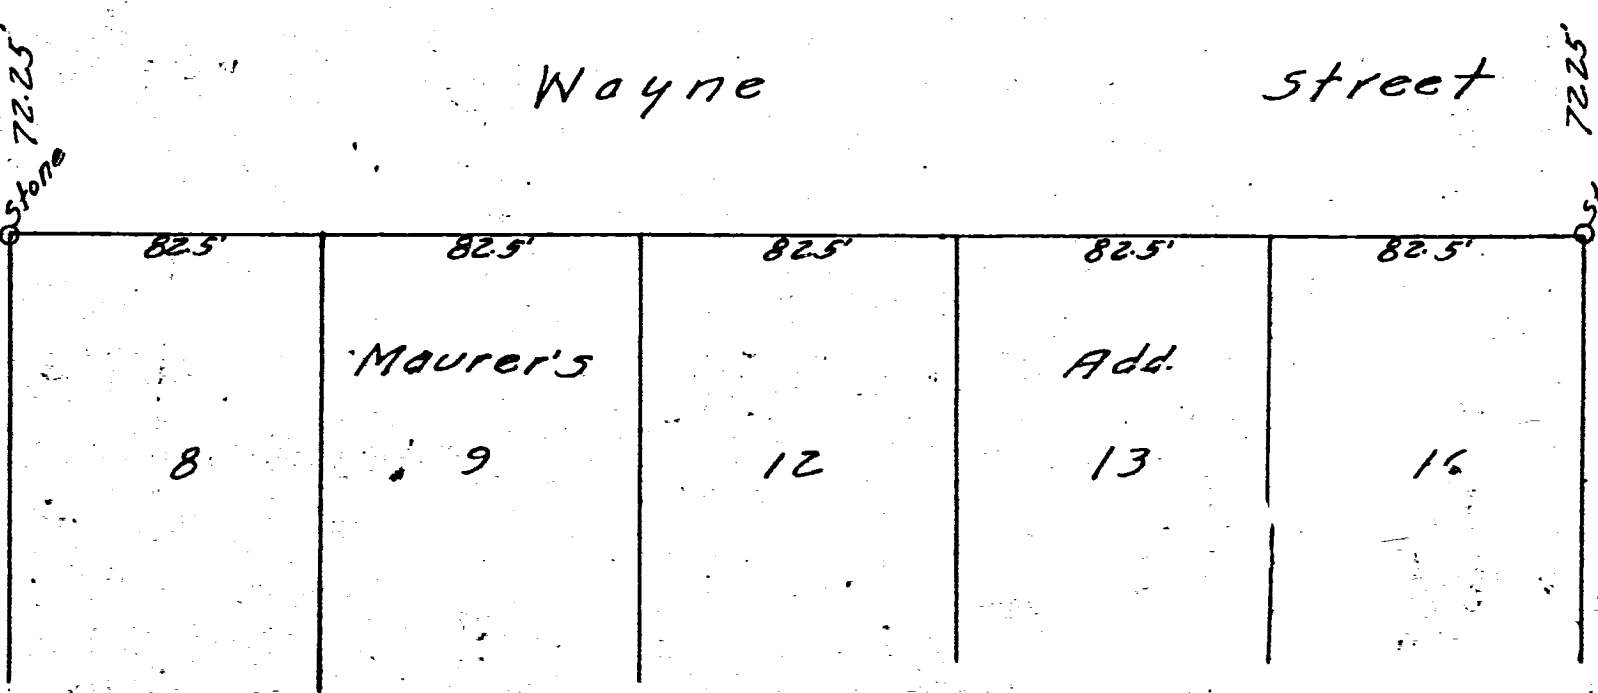 72.25'
Wayne Street
72.25'
Stone
St
82.5' 82.5' 82.5' 82.5' 82.5'
Maurer's Add.
8 9 12 13 16